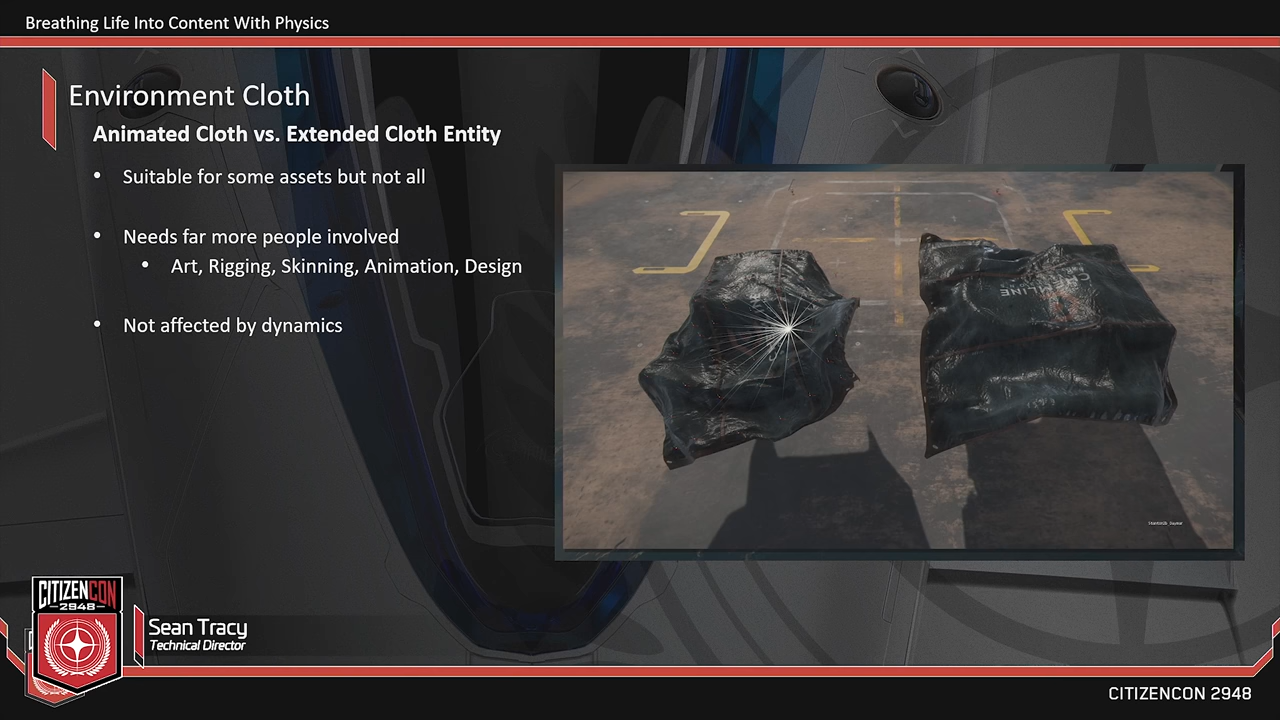 Breathing Life Into Content With Physics
Environment Cloth
Animated Cloth vs. Extended Cloth Entity
• Suitable for some assets but not all
• Needs far more people involved
• Art, Rigging, Skinning, Animation, Design
• Not affected by dynamics
CITIZENCON
2948
Sean Tracy
Technical Director
CITIZENCON 2948